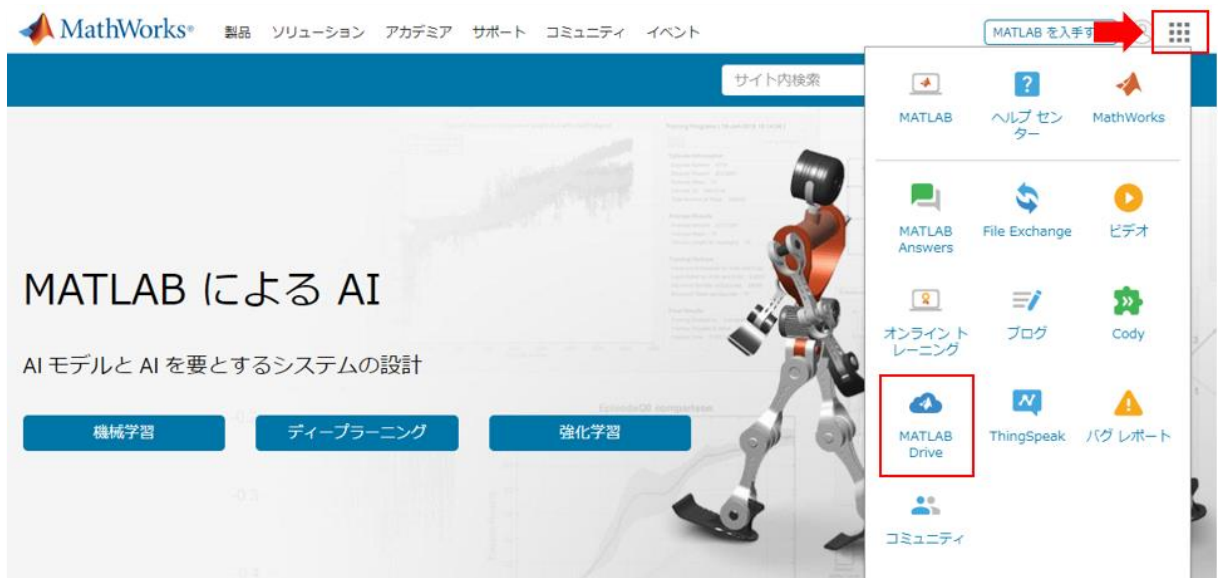 MathWorks®
製品 ソリューション アカデミア サポート コミュニティ イベント
MATLAB を入手す
サイト内検索
MATLAB
ヘルプ セン
ター
MathWorks
MATLAB
Answers
File Exchange
ビデオ
オンライン ト
レーニング
ブログ
Cody
MATLAB
Drive
ThingSpeak
バグ レポート
コミュニティ
MATLAB による AI
AI モデルと AI を要とするシステムの設計
機械学習
ディープラーニング
強化学習